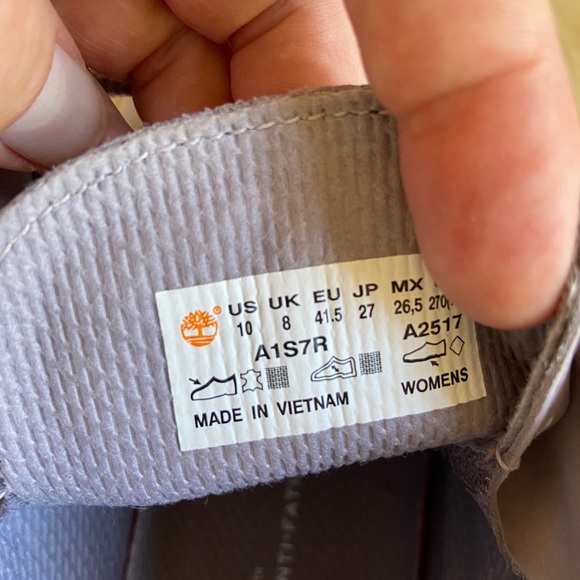 US UK EU JP MX
10 8 41.5 27 26,5
A1S7R A2517
WOMENS
MADE IN VIETNAM